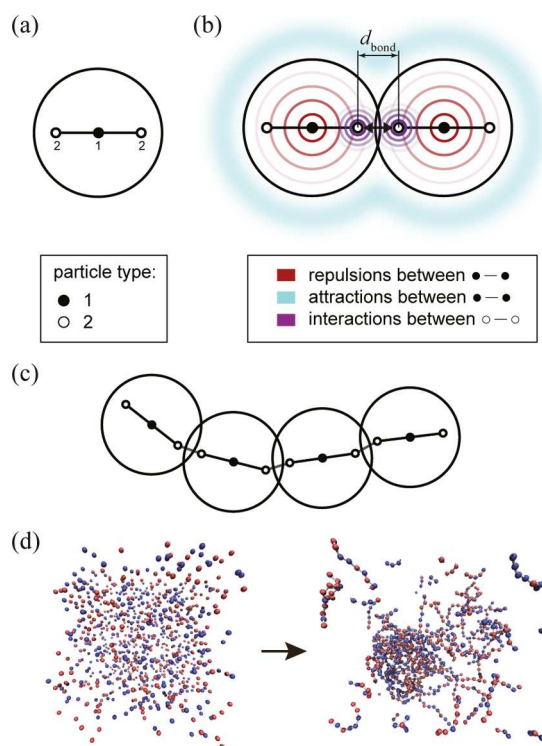 (a)
(b)
d_bond
2 1 2
particle type:
1
2
repulsions between
attractions between
interactions between
(c)
(d)